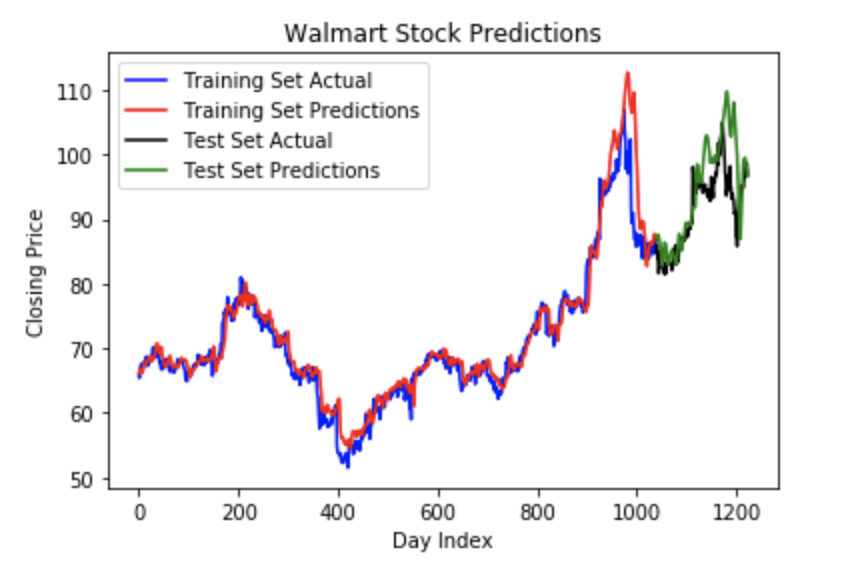 Walmart Stock Predictions
Training Set Actual
Training Set Predictions
Test Set Actual
Test Set Predictions
110
100
90
80
70
60
50
Closing Price
0 200 400 600 800 1000 1200
Day Index